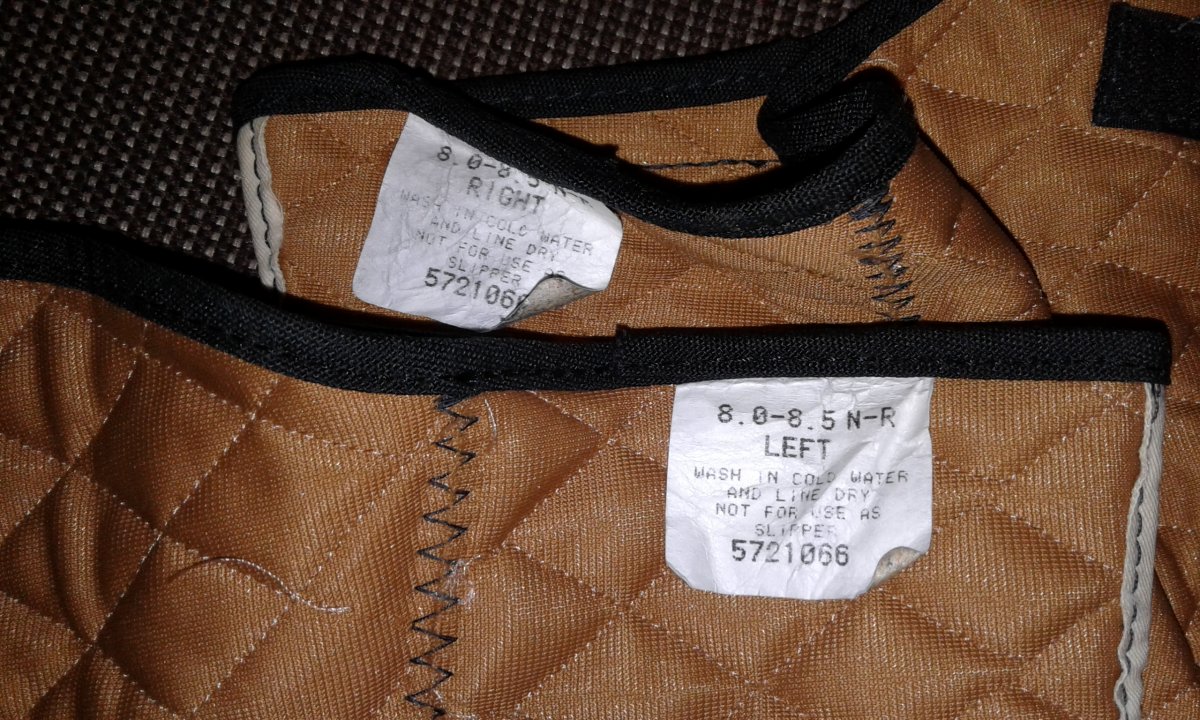 8.0-8.5 N-R
RIGHT
WASH IN COLD WATER
AND LINE DRY
NOT FOR USE AS
SLIPPER
572106
8.0-8.5 N-R
LEFT
WASH IN COLD WATER
AND LINE DRY
NOT FOR USE AS
SLIPPER
5721066